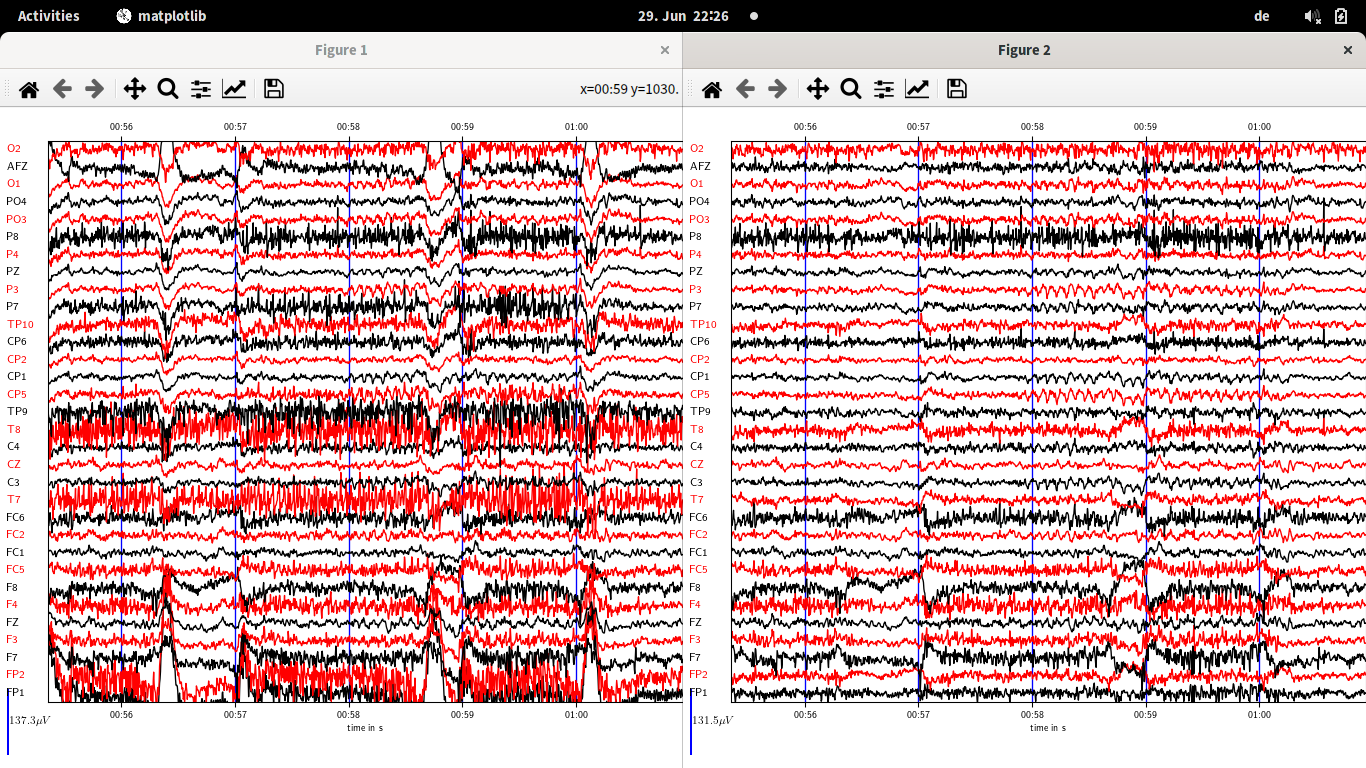 Activities matplotlib 29. Jun 22:26 de
Figure 1 ×
x=00:59 y=1030.
00:56 00:57 00:58 00:59 01:00
O2
AFZ
O1
PO4
PO3
P8
P4
PZ
P3
P7
TP10
CP6
CP2
CP1
CP5
TP9
T8
C4
CZ
C3
T7
FC6
FC2
FC1
FC5
F8
F4
FZ
F3
F7
FP2
FP1
00:56 00:57 00:58 00:59 01:00
137.3μV
time in s
Figure 2 ×
00:56 00:57 00:58 00:59 01:00
O2
AFZ
O1
PO4
PO3
P8
P4
PZ
P3
P7
TP10
CP6
CP2
CP1
CP5
TP9
T8
C4
CZ
C3
T7
FC6
FC2
FC1
FC5
F8
F4
FZ
F3
F7
FP2
FP1
00:56 00:57 00:58 00:59 01:00
131.5μV
time in s